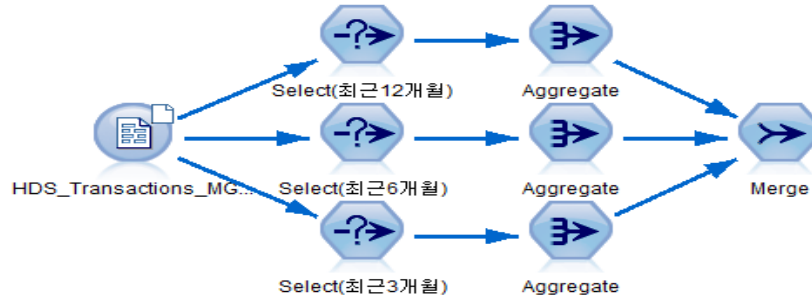 Select(최근12개월) Aggregate
HDS_Transactions_MG... Select(최근6개월) Aggregate Merge
Select(최근3개월) Aggregate